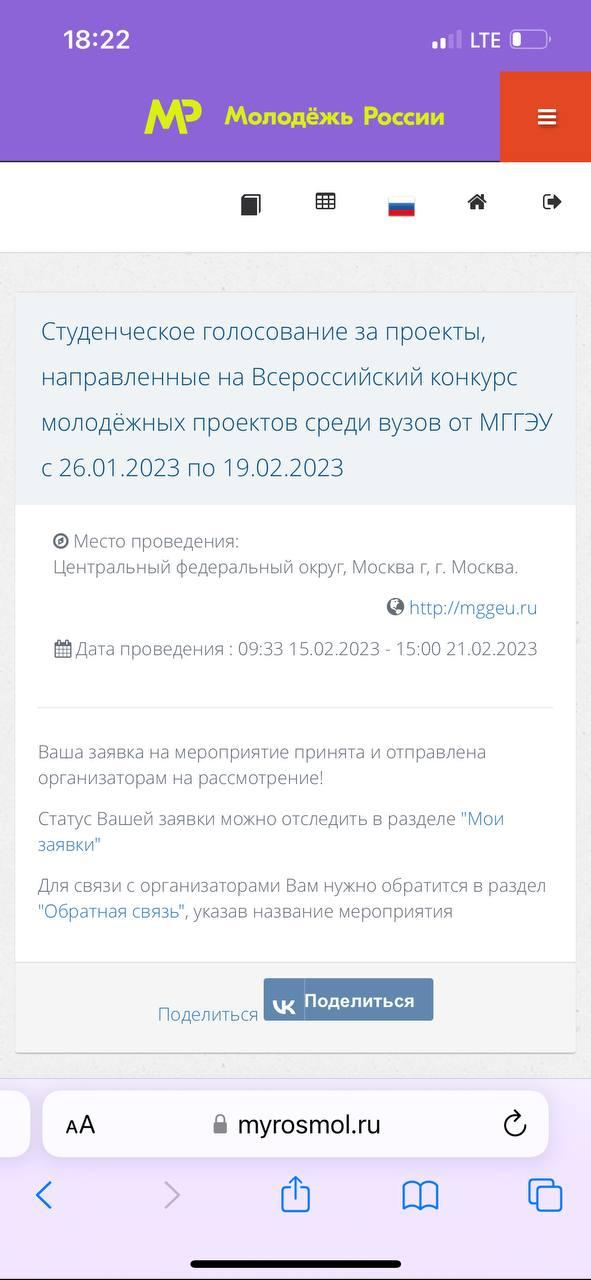 18:22
LTE
МР Молодёжь России
Студенческое голосование за проекты,
направленные на Всероссийский конкурс
молодёжных проектов среди вузов от МГГЭУ
с 26.01.2023 по 19.02.2023
Место проведения:
Центральный федеральный округ, Москва г, г. Москва.
http://mggeu.ru
Дата проведения : 09:33 15.02.2023 - 15:00 21.02.2023
Ваша заявка на мероприятие принята и отправлена
организаторам на рассмотрение!
Статус Вашей заявки можно отследить в разделе "Мои
заявки"
Для связи с организаторами Вам нужно обратится в раздел
"Обратная связь", указав название мероприятия
Поделиться Поделиться
AA myrosmol.ru